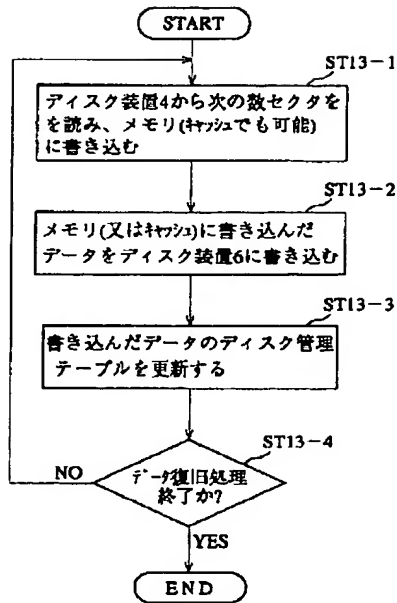 START
ST13-1
ディスク装置4から次の数セクタを
を読み、メモリ(ｷｬｯｼｭでも可能)
に書き込む
ST13-2
メモリ(又はｷｬｯｼｭ)に書き込んだ
データをディスク装置6に書き込む
ST13-3
書き込んだデータのディスク管理
テーブルを更新する
ST13-4
ﾃﾞｰﾀ復旧処理
終了か?
NO
YES
END